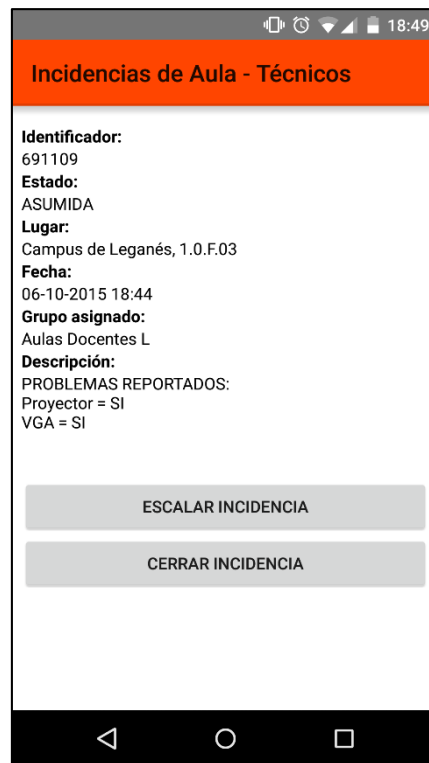 18:49
Incidencias de Aula - Técnicos
Identificador:
691109
Estado:
ASUMIDA
Lugar:
Campus de Leganés, 1.0.F.03
Fecha:
06-10-2015 18:44
Grupo asignado:
Aulas Docentes L
Descripción:
PROBLEMAS REPORTADOS:
Proyector = SI
VGA = SI
ESCALAR INCIDENCIA
CERRAR INCIDENCIA